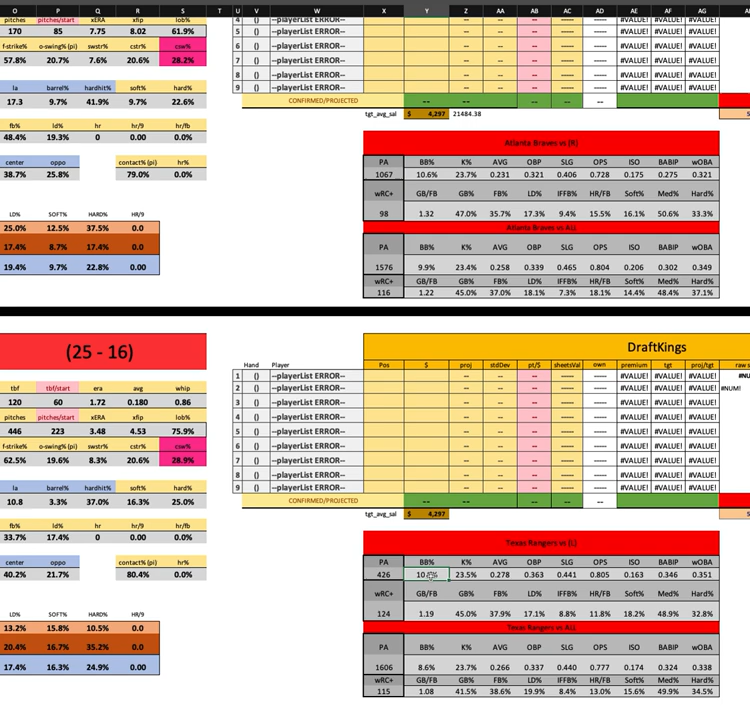 O P Q R S T U V W X Y Z AA AB AC AD AE AF AG
pitches pitches/start xERA xfip lob% 4 () --playerList ERROR-- -- -- -- ----- ---- #VALUE! #VALUE! #VALUE!
170 85 7.75 8.02 61.9% 5 () --playerList ERROR-- -- -- -- ----- ---- #VALUE! #VALUE! #VALUE!
f-strike% o-swing% (pi) swstr% cstr% csw% 6 () --playerList ERROR-- -- -- -- ----- ---- #VALUE! #VALUE! #VALUE!
57.8% 20.7% 7.6% 20.6% 28.2% 7 () --playerList ERROR-- -- -- -- ----- ---- #VALUE! #VALUE! #VALUE!
8 () --playerList ERROR-- -- -- -- ----- ---- #VALUE! #VALUE! #VALUE!
la barrel% hardhit% soft% hard% 9 () --playerList ERROR-- -- -- -- ----- ---- #VALUE! #VALUE! #VALUE!
17.3 9.7% 41.9% 9.7% 22.6% CONFIRMED/PROJECTED -- -- -- -- --
tgt_avg_sal $ 4,297 21484.38 5
fb% ld% hr hr/9 hr/fb
48.4% 19.3% 0 0.00 0.0%
Atlanta Braves vs (R)
center oppo contact% (pi) hr% PA BB% K% AVG OBP SLG OPS ISO BABIP wOBA
38.7% 25.8% 79.0% 0.0% 1067 10.6% 23.7% 0.231 0.321 0.406 0.728 0.175 0.275 0.321
wRC+ GB/FB GB% FB% LD% IFFB% HR/FB Soft% Med% Hard%
LD% SOFT% HARD% HR/9 98 1.32 47.0% 35.7% 17.3% 9.4% 15.5% 16.1% 50.6% 33.3%
25.0% 12.5% 37.5% 0.0 Atlanta Braves vs ALL
17.4% 8.7% 17.4% 0.0 PA BB% K% AVG OBP SLG OPS ISO BABIP wOBA
19.4% 9.7% 22.8% 0.0 1576 9.9% 23.4% 0.258 0.339 0.465 0.804 0.206 0.302 0.349
wRC+ GB/FB GB% FB% LD% IFFB% HR/FB Soft% Med% Hard%
116 1.22 45.0% 37.0% 18.1% 7.3% 18.1% 14.4% 48.4% 37.1%
(25 - 16) DraftKings
Hand Player Pos $ proj stdDev pt/$ sheetsVal own premium tgt proj/tgt raw s
1 () --playerList ERROR-- -- -- -- ----- ---- #VALUE! #VALUE! #VALUE! #NU
tbf tbf/start era avg whip 2 () --playerList ERROR-- -- -- -- ----- ---- #VALUE! #VALUE! #VALUE! #NUM!
120 60 1.72 0.180 0.86 3 () --playerList ERROR-- -- -- -- ----- ---- #VALUE! #VALUE! #VALUE!
pitches pitches/start xERA xfip lob% 4 () --playerList ERROR-- -- -- -- ----- ---- #VALUE! #VALUE! #VALUE!
446 223 3.48 4.53 75.9% 5 () --playerList ERROR-- -- -- -- ----- ---- #VALUE! #VALUE! #VALUE!
f-strike% o-swing% (pi) swstr% cstr% csw% 6 () --playerList ERROR-- -- -- -- ----- ---- #VALUE! #VALUE! #VALUE!
62.5% 19.6% 8.3% 20.6% 28.9% 7 () --playerList ERROR-- -- -- -- ----- ---- #VALUE! #VALUE! #VALUE!
8 () --playerList ERROR-- -- -- -- ----- ---- #VALUE! #VALUE! #VALUE!
la barrel% hardhit% soft% hard% 9 () --playerList ERROR-- -- -- -- ----- ---- #VALUE! #VALUE! #VALUE!
10.8 3.3% 37.0% 16.3% 25.0% CONFIRMED/PROJECTED -- -- -- -- --
tgt_avg_sal $ 4,297 5
fb% ld% hr hr/9 hr/fb
33.7% 17.4% 0 0.00 0.0%
Texas Rangers vs (L)
center oppo contact% (pi) hr% PA BB% K% AVG OBP SLG OPS ISO BABIP wOBA
40.2% 21.7% 80.4% 0.0% 426 23.5% 0.278 0.363 0.441 0.805 0.163 0.346 0.351
wRC+ GB/FB GB% FB% LD% IFFB% HR/FB Soft% Med% Hard%
LD% SOFT% HARD% HR/9 124 1.19 45.0% 37.9% 17.1% 8.8% 11.8% 18.2% 48.9% 32.8%
13.2% 15.8% 10.5% 0.0 Texas Rangers vs ALL
20.4% 16.7% 35.2% 0.0 PA BB% K% AVG OBP SLG OPS ISO BABIP wOBA
17.4% 16.3% 24.9% 0.0 1606 8.6% 23.7% 0.266 0.337 0.440 0.777 0.174 0.324 0.338
wRC+ GB/FB GB% FB% LD% IFFB% HR/FB Soft% Med% Hard%
115 1.08 41.5% 38.6% 19.9% 8.4% 13.0% 15.6% 49.9% 34.5%